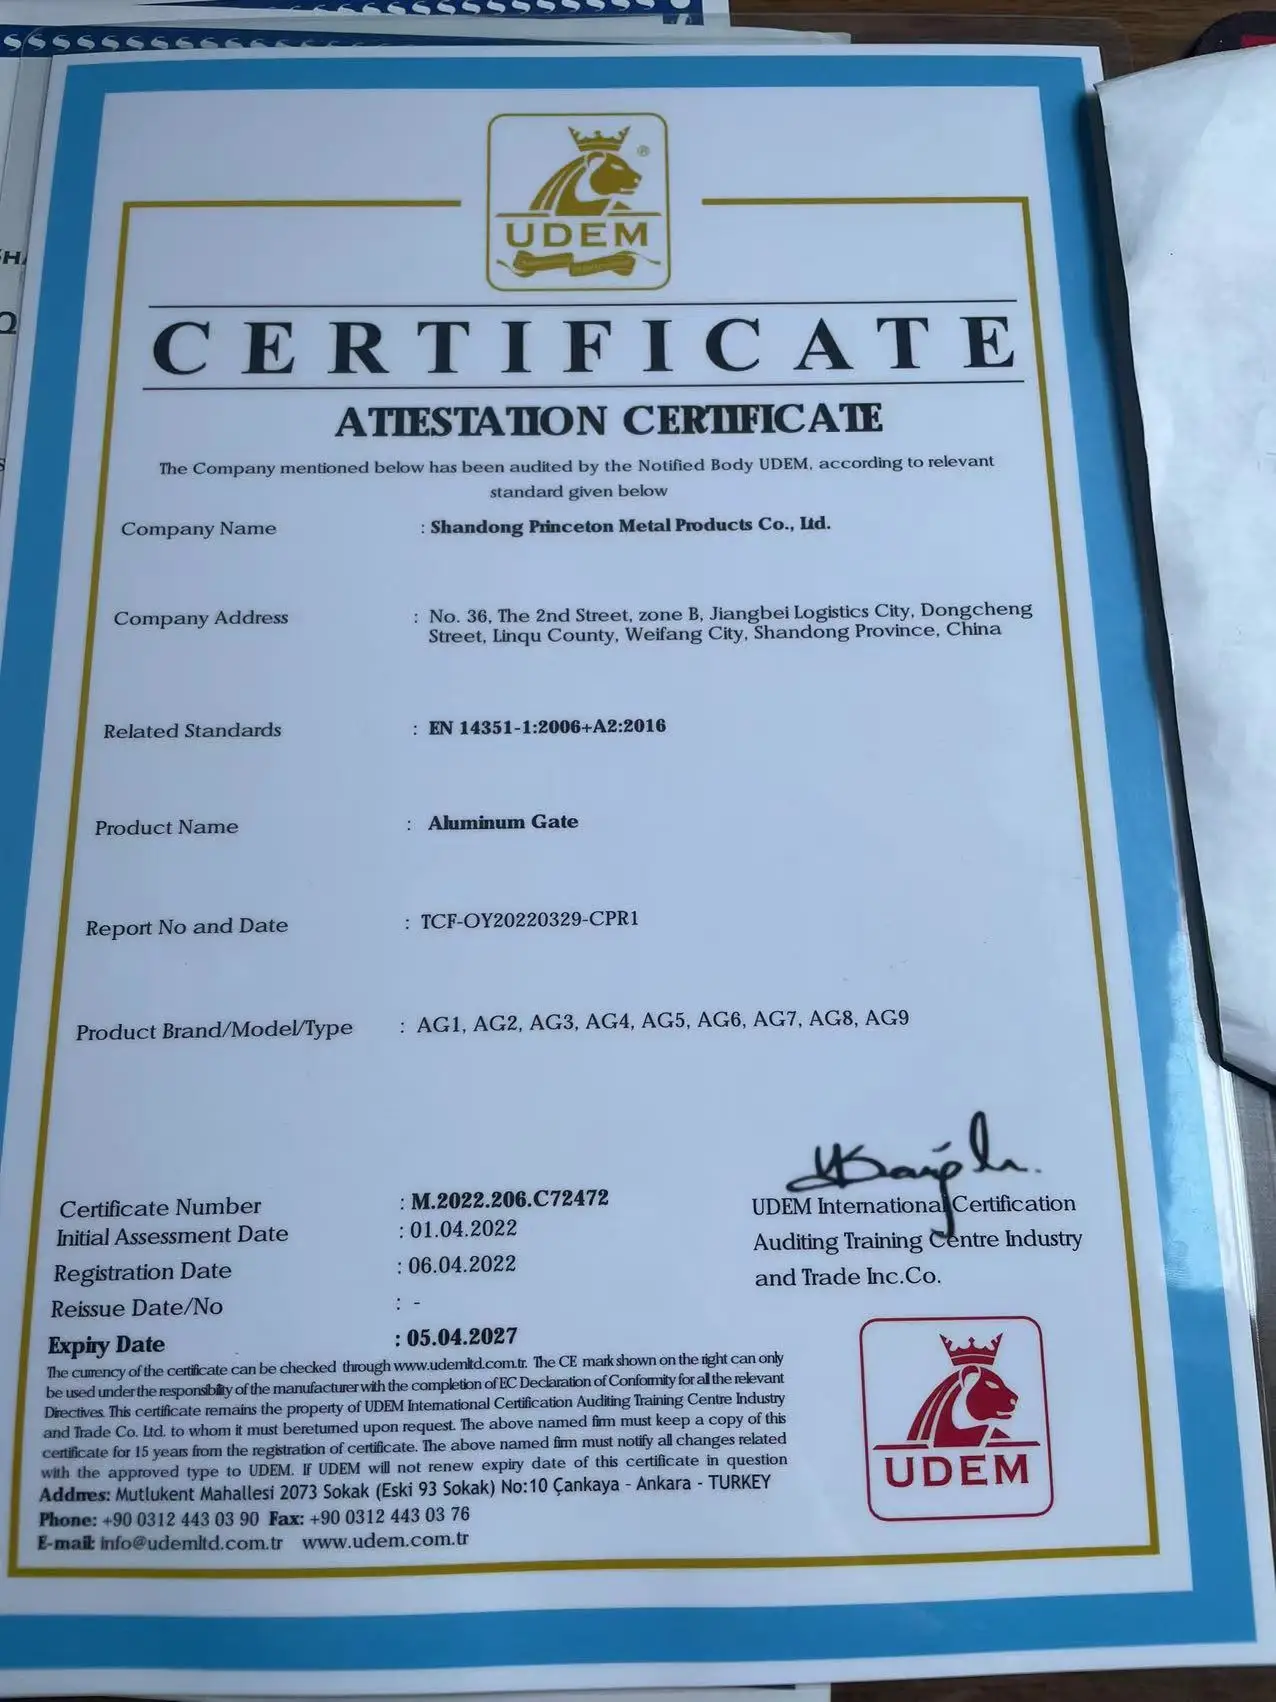 UDEM
CERTIFICATE
ATTESTATION CERTIFICATE
The Company mentioned below has been audited by the Notified Body UDEM, according to relevant
standard given below
Company Name : Shandong Princeton Metal Products Co., Ltd.
Company Address : No. 36, The 2nd Street, zone B, Jiangbei Logistics City, Dongcheng
Street, Linqu County, Weifang City, Shandong Province, China
Related Standards : EN 14351-1:2006+A2:2016
Product Name : Aluminum Gate
Report No and Date : TCF-OY20220329-CPR1
Product Brand/Model/Type : AG1, AG2, AG3, AG4, AG5, AG6, AG7, AG8, AG9
Certificate Number : M.2022.206.C72472
Initial Assessment Date : 01.04.2022
Registration Date : 06.04.2022
Reissue Date/No : -
Expiry Date : 05.04.2027
UDEM International Certification
Auditing Training Centre Industry
and Trade Inc.Co.
The currency of the certificate can be checked through www.udemltd.com.tr. The CE mark shown on the right can only
be used under the responsibility of the manufacturer with the completion of EC Declaration of Conformity for all the relevant
Directives. This certificate remains the property of UDEM International Certification Auditing Training Centre Industry
and Trade Co. Ltd. to whom it must bereturned upon request. The above named firm must keep a copy of this
certificate for 15 years from the registration of certificate. The above named firm must notify all changes related
with the approved type to UDEM. If UDEM will not renew expiry date of this certificate in question
Addres: Mutlukent Mahallesi 2073 Sokak (Eski 93 Sokak) No:10 Çankaya - Ankara - TURKEY
Phone: +90 0312 443 03 90 Fax: +90 0312 443 03 76
E-mail: info@udemltd.com.tr www.udem.com.tr
UDEM